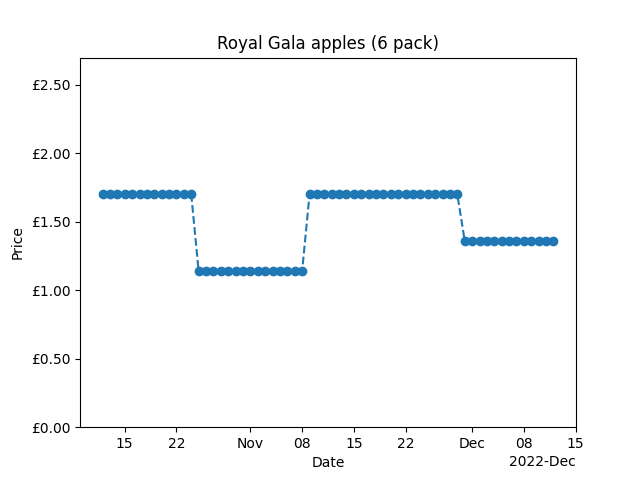 Royal Gala apples (6 pack)
£2.50
£2.00
£1.50
£1.00
£0.50
£0.00
Price
15 22 Nov 08 15 22 Dec 08 15
Date
2022-Dec